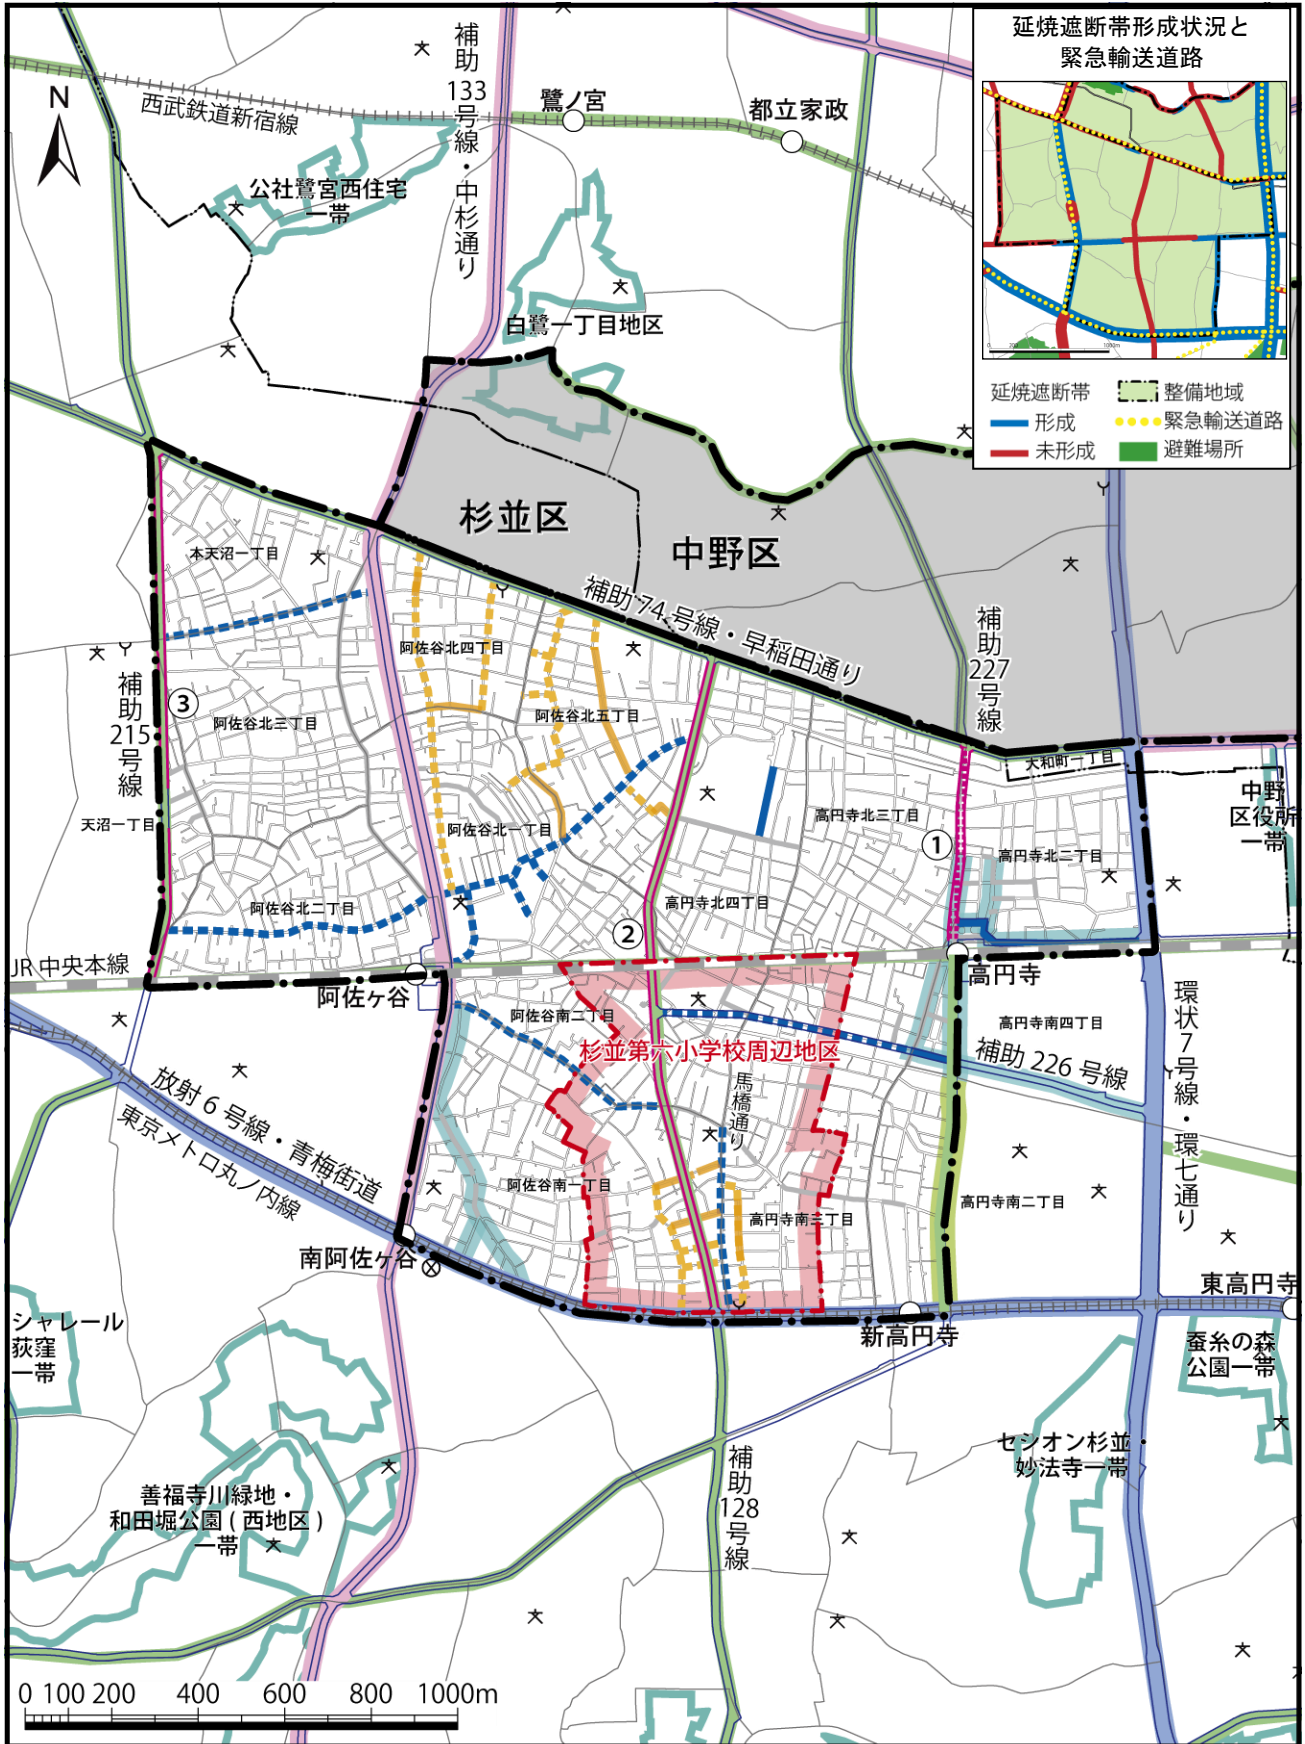 延焼遮断帯形成状況と
緊急輸送道路
0 200 1000m
延焼遮断帯
形成
未形成
整備地域
緊急輸送道路
避難場所
N
西武鉄道新宿線
補助133号線・中杉通り
鷺ノ宮
都立家政
公社鷺宮西住宅
一帯
白鷺一丁目地区
杉並区
中野区
補助74号線・早稲田通り
補助227号線
本天沼一丁目
阿佐谷北四丁目
補助215号線
③
阿佐谷北三丁目
阿佐谷北五丁目
大和町一丁目
中野
区役所
一帯
天沼一丁目
阿佐谷北一丁目
高円寺北三丁目
①
高円寺北二丁目
阿佐谷北二丁目
高円寺北四丁目
②
JR中央本線
阿佐ヶ谷
高円寺
阿佐谷南二丁目
高円寺南四丁目
杉並第六小学校周辺地区
補助226号線
環状7号線・環七通り
馬橋通り
放射6号線・青梅街道
東京メトロ丸ノ内線
阿佐谷南一丁目
高円寺南三丁目
高円寺南二丁目
南阿佐ヶ谷
新高円寺
東高円寺
シャレール
荻窪
一帯
蚕糸の森
公園一帯
セシオン杉並・
妙法寺一帯
補助128号線
善福寺川緑地・
和田堀公園(西地区)
一帯
0 100 200 400 600 800 1000m